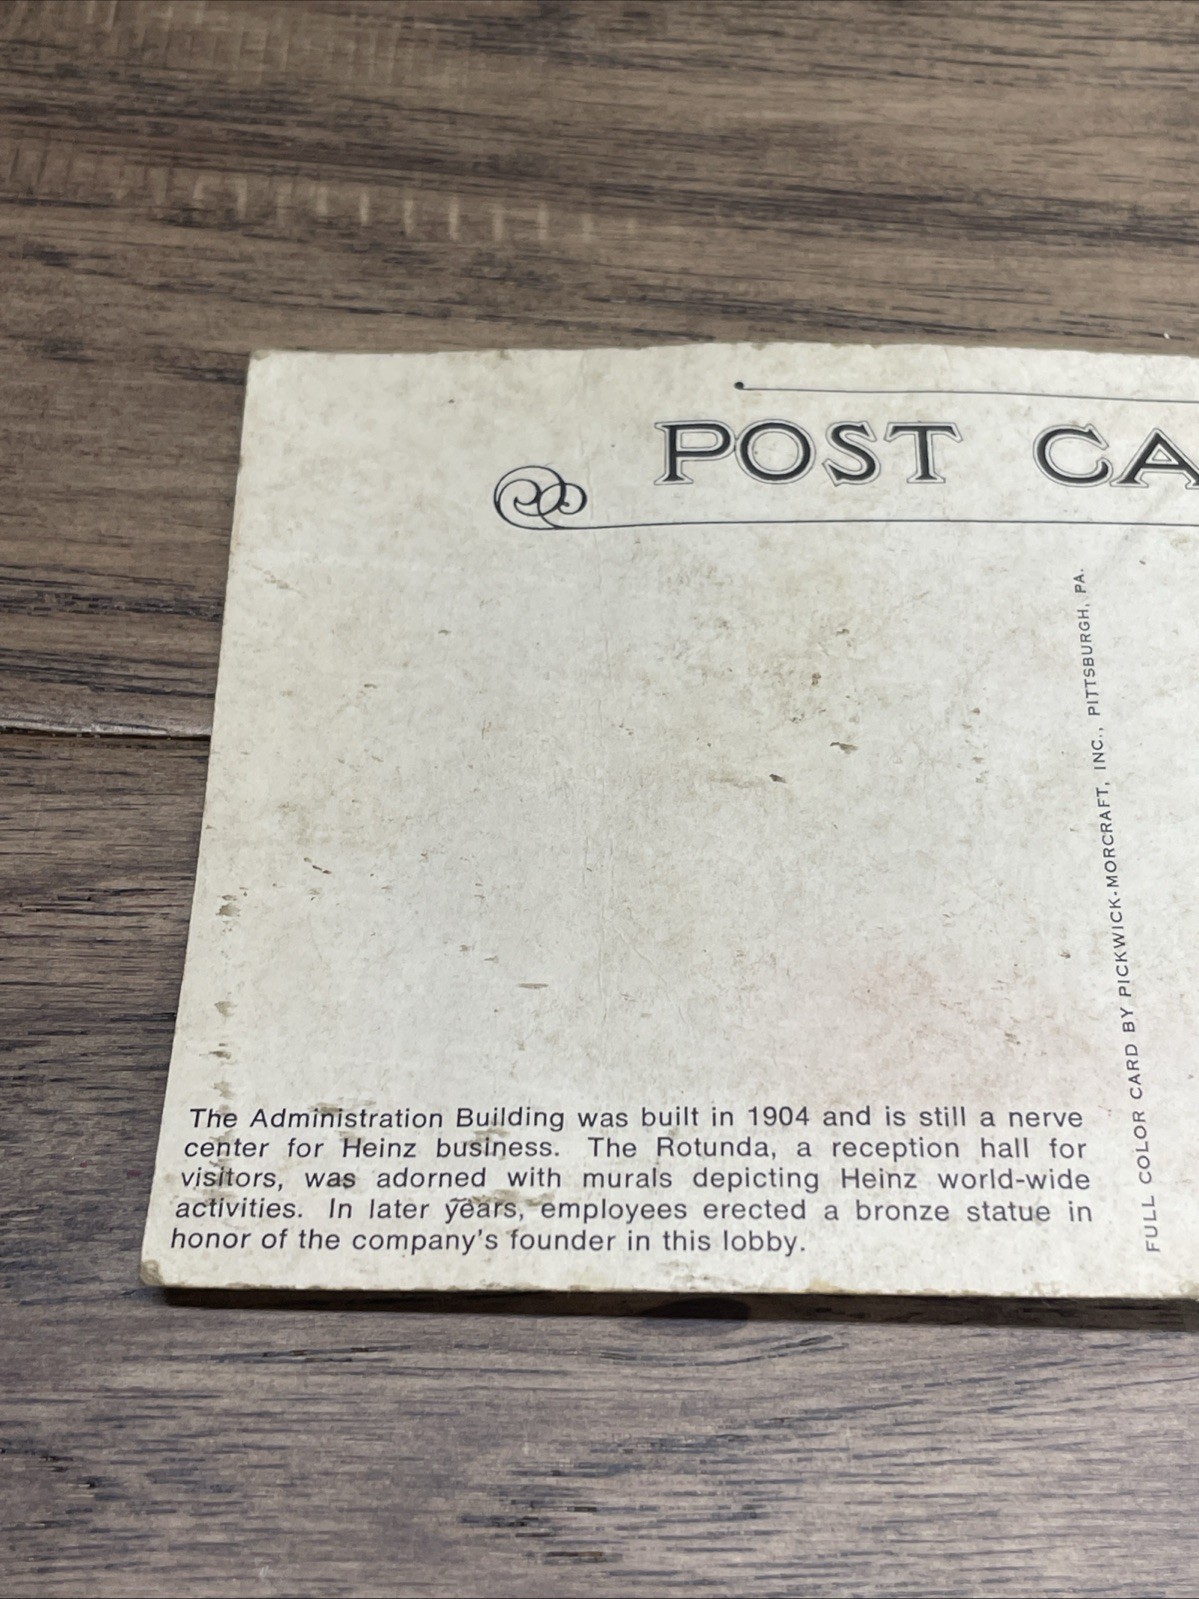 POST CA
The Administration Building was built in 1904 and is still a nerve
center for Heinz business. The Rotunda, a reception hall for
visitors, was adorned with murals depicting Heinz world-wide
activities. In later years, employees erected a bronze statue in
honor of the company's founder in this lobby.
FULL COLOR CARD BY PICKWICK-MORCRAFT, INC., PITTSBURGH, PA.